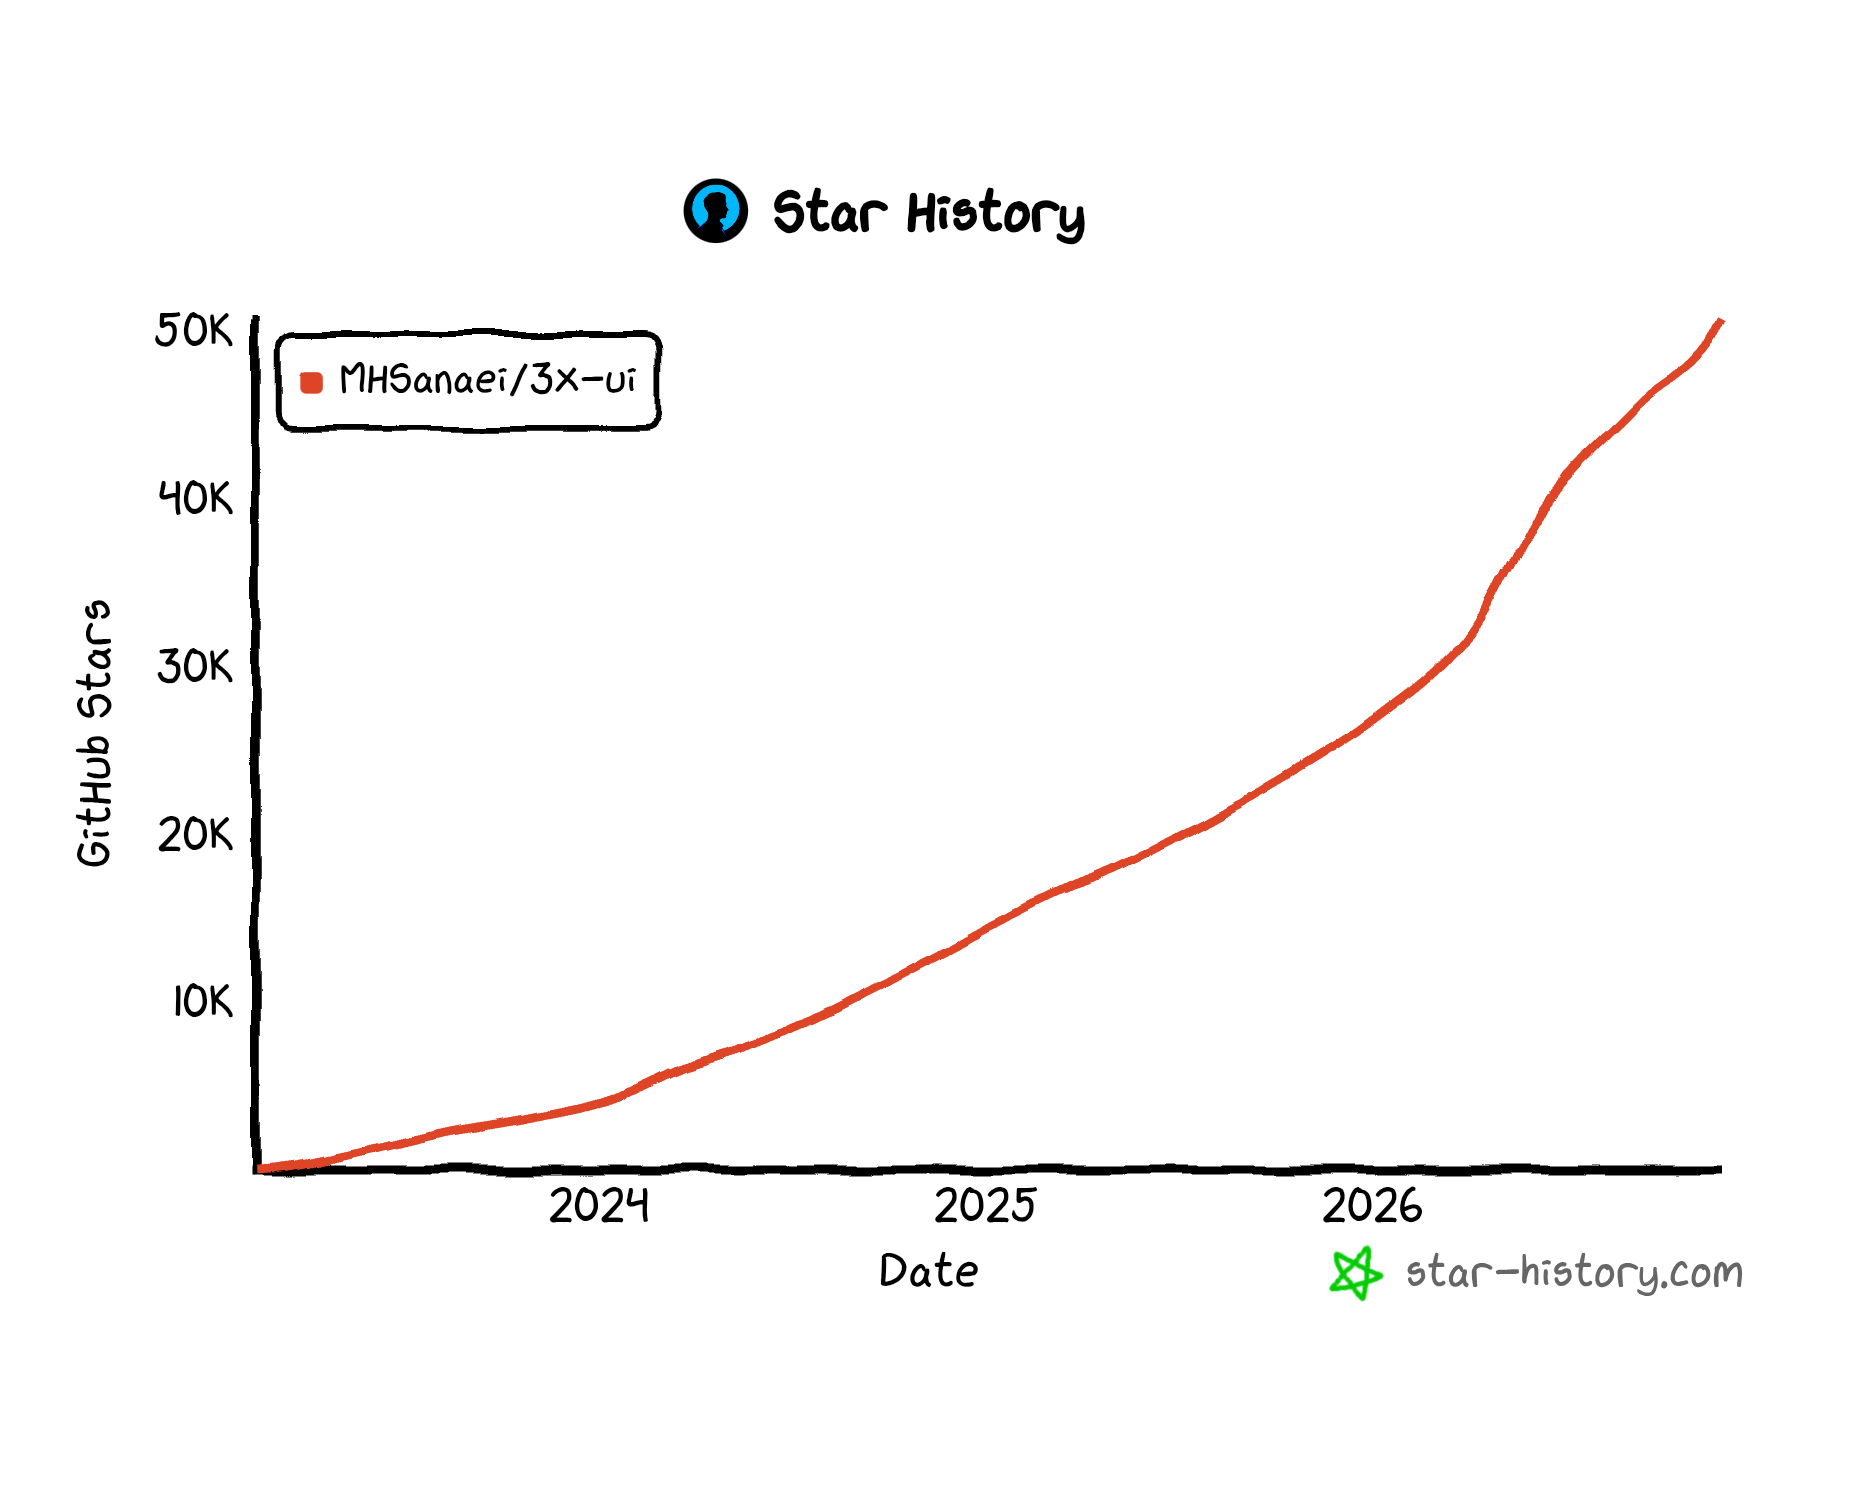 Star History
MHSanaei/3x-ui
50K
40K
30K
20K
10K
GitHub Stars
2024 2025 2026
Date
star-history.com